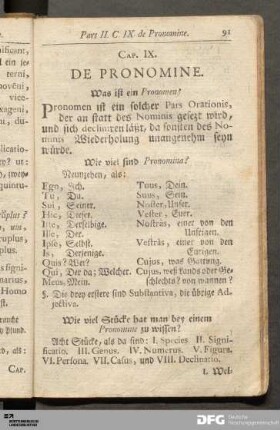 Pars II. C. IX. de Pronomine. 91
CAP. IX.
DE PRONOMINE.
Was ist ein Pronomen?
Pronomen ist ein solcher Pars Orationis,
der an statt des Nominis gesezt wird,
und sich decliniren läßt, da sonsten des No-
minis Wiederholung unangenehm seyn
würde.
Wie viel sind Pronomina?
Neunzehen, als:
Ego, Ich. Tuus, Dein.
Tu, Du. Suus, Sein.
Sui, Seiner. Noster, Unser.
Hic, Dieser. Vester, Euer.
Iste, Derselbige. Nostrás, einer von den
Ille, Der. Unsrigen.
Ipse, Selbst. Vestrás, einer von den
Is, Derjenige. Eurigen.
Quis? Wer? Cujus, was Gattung.
Qui, Der da; Welcher. Cujas, weß Lands oder Ge-
Meus, Mein. schlechts? von wannen?
§. Die drey erstere sind Substantiva, die übrige Ad-
jectiva.
Wie viel Stücke hat man bey einem
Pronomine zu wissen?
Acht Stücke, als da sind: I. Species II. Signi-
ficatio. III. Genus. IV. Numerus. V. Figura.
VI. Persona. VII. Casus, und VIII. Declinatio.
1. Wel-
CAP.
DFG